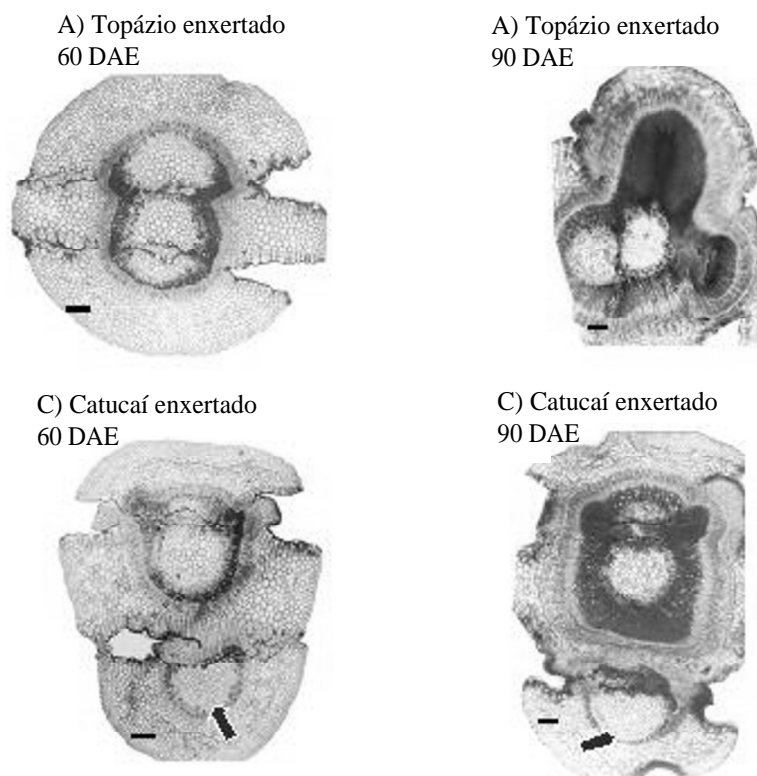 A) Topázio enxertado
60 DAE
A) Topázio enxertado
90 DAE
C) Catucaí enxertado
60 DAE
C) Catucaí enxertado
90 DAE